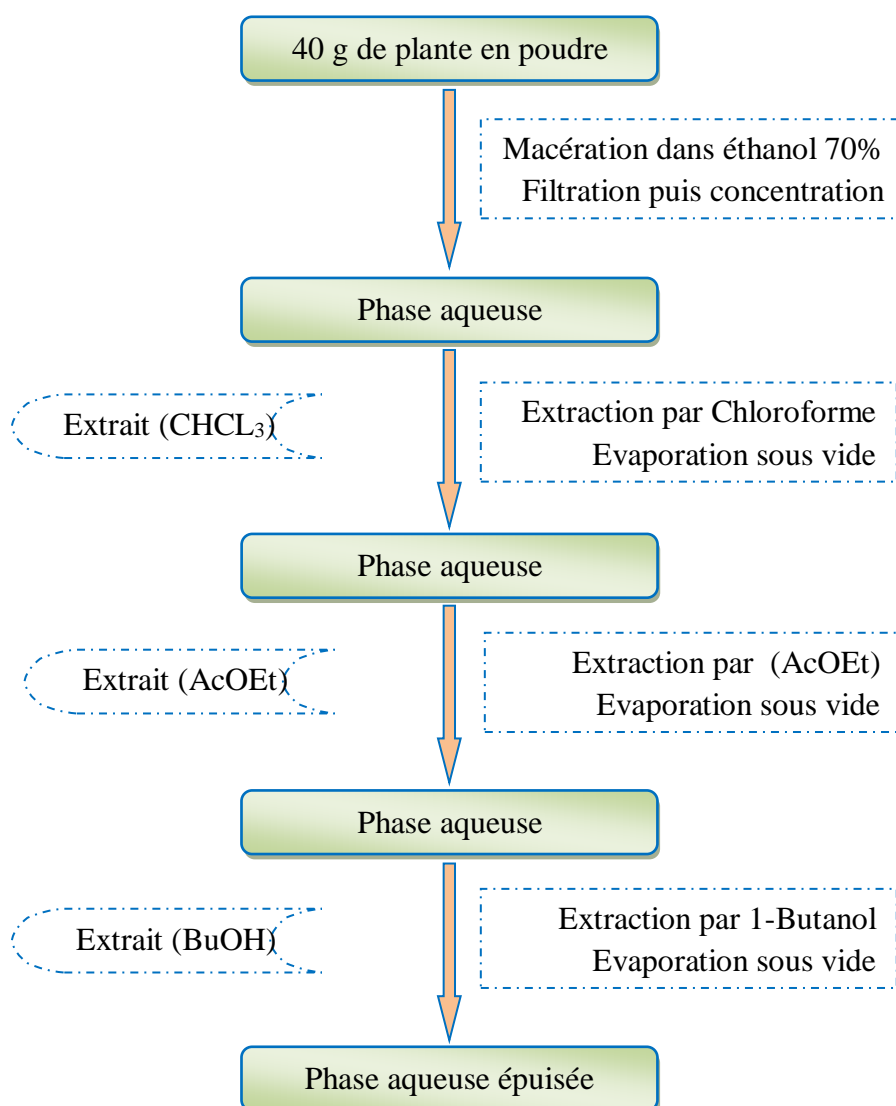 40 g de plante en poudre
Macération dans éthanol 70%
Filtration puis concentration
Phase aqueuse
Extrait (CHCL₃)
Extraction par Chloroforme
Evaporation sous vide
Phase aqueuse
Extrait (AcOEt)
Extraction par (AcOEt)
Evaporation sous vide
Phase aqueuse
Extrait (BuOH)
Extraction par 1-Butanol
Evaporation sous vide
Phase aqueuse épuisée